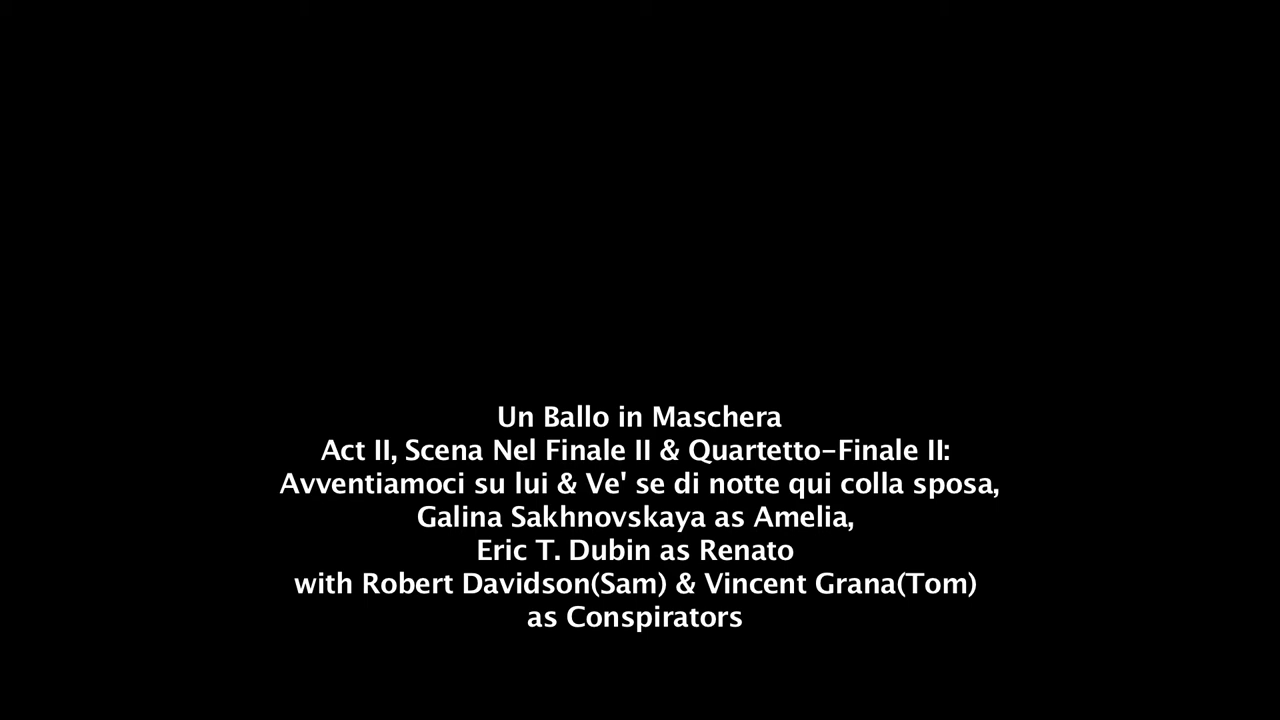 Un Ballo in Maschera
Act II, Scena Nel Finale II & Quartetto-Finale II:
Avventiamoci su lui & Ve' se di notte qui colla sposa,
Galina Sakhnovskaya as Amelia,
Eric T. Dubin as Renato
with Robert Davidson(Sam) & Vincent Grana(Tom)
as Conspirators